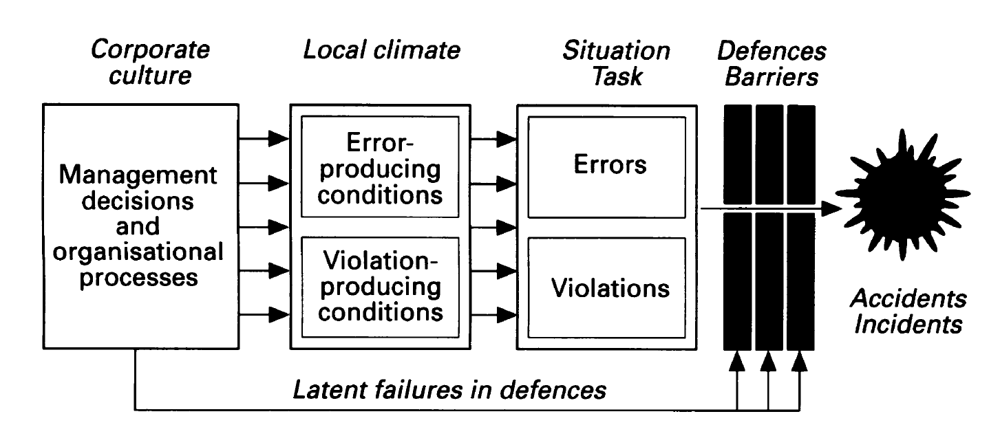 Corporate
culture
Local climate
Situation
Task
Defences
Barriers
Management
decisions
and
organisational
processes
Error-
producing
conditions
Violation-
producing
conditions
Errors
Violations
Accidents
Incidents
Latent failures in defences